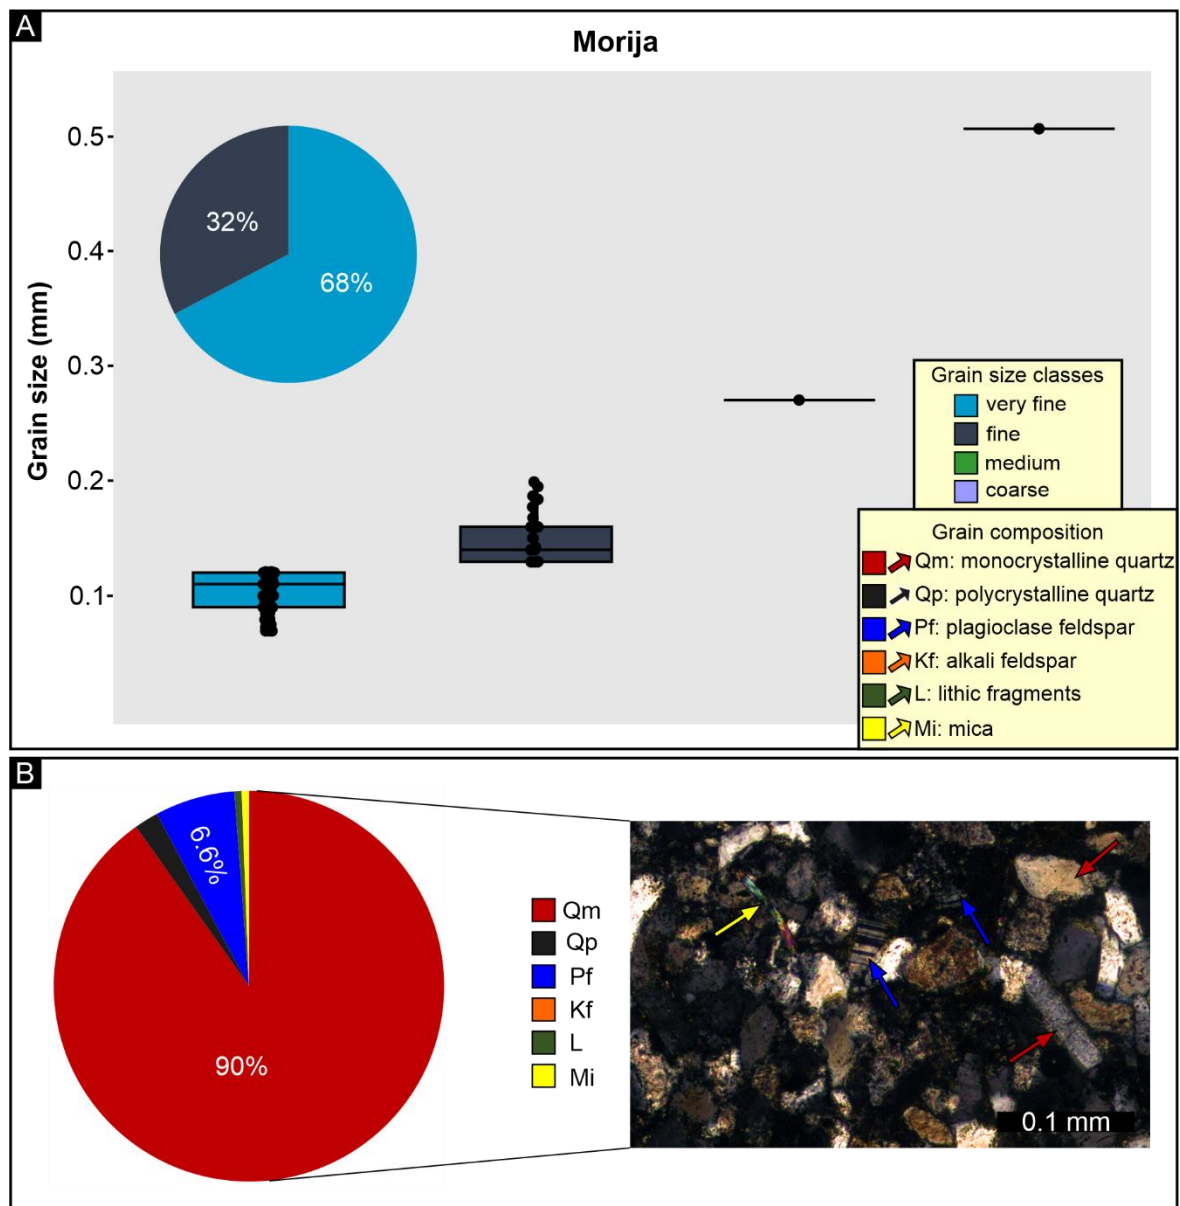 A
Morija
Grain size (mm)
0.5
0.4
0.3
0.2
0.1
32%
68%
Grain size classes
very fine
fine
medium
coarse
Grain composition
Qm: monocrystalline quartz
Qp: polycrystalline quartz
Pf: plagioclase feldspar
Kf: alkali feldspar
L: lithic fragments
Mi: mica
B
6.6%
90%
Qm
Qp
Pf
Kf
L
Mi
0.1 mm